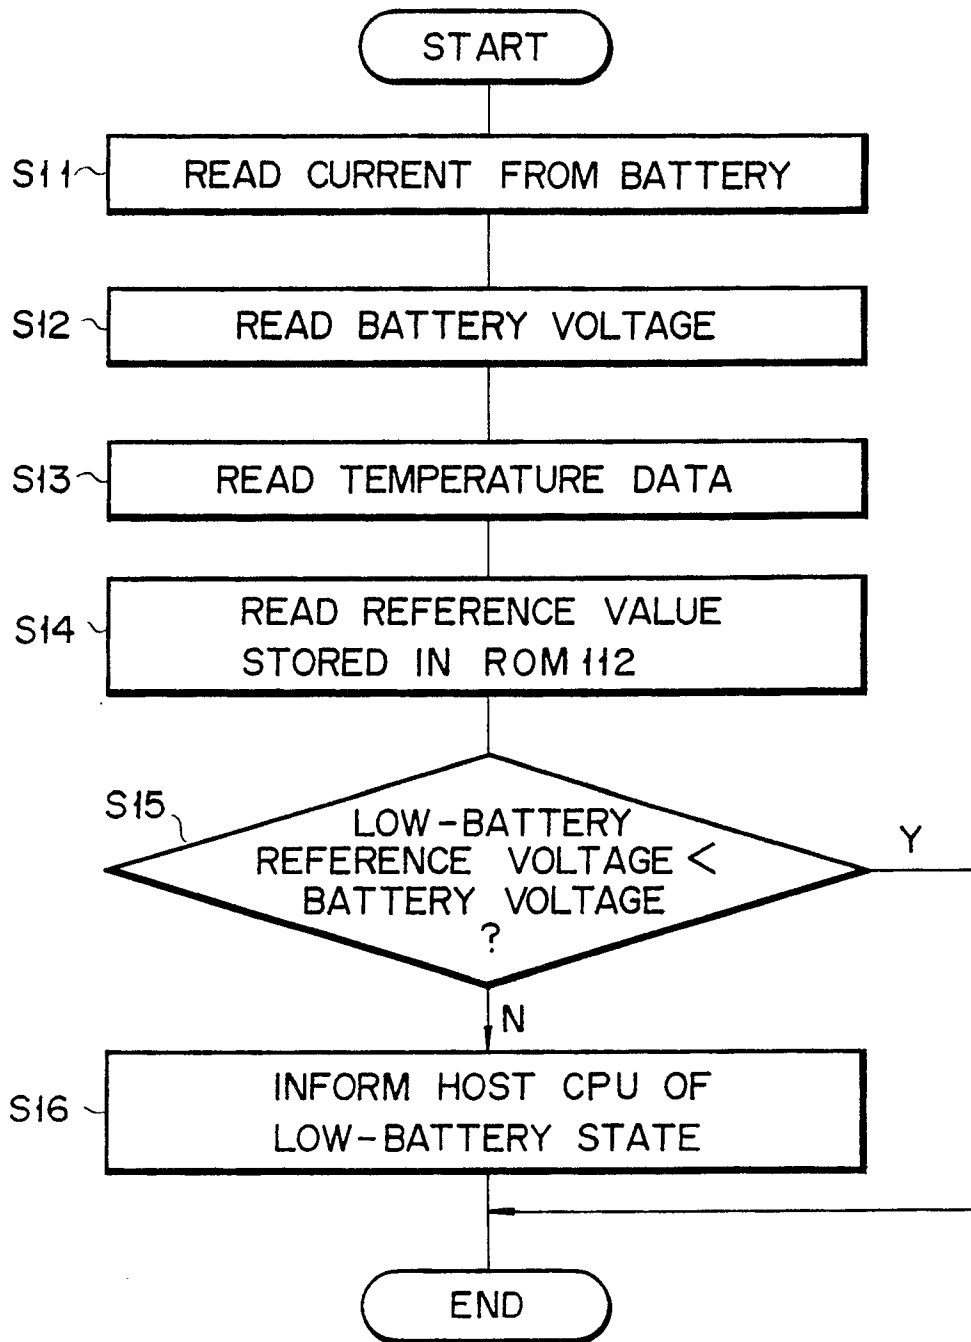 START
S11
READ CURRENT FROM BATTERY
S12
READ BATTERY VOLTAGE
S13
READ TEMPERATURE DATA
S14
READ REFERENCE VALUE
STORED IN ROM 112
S15
LOW-BATTERY
REFERENCE VOLTAGE <
BATTERY VOLTAGE
?
Y
N
S16
INFORM HOST CPU OF
LOW-BATTERY STATE
END